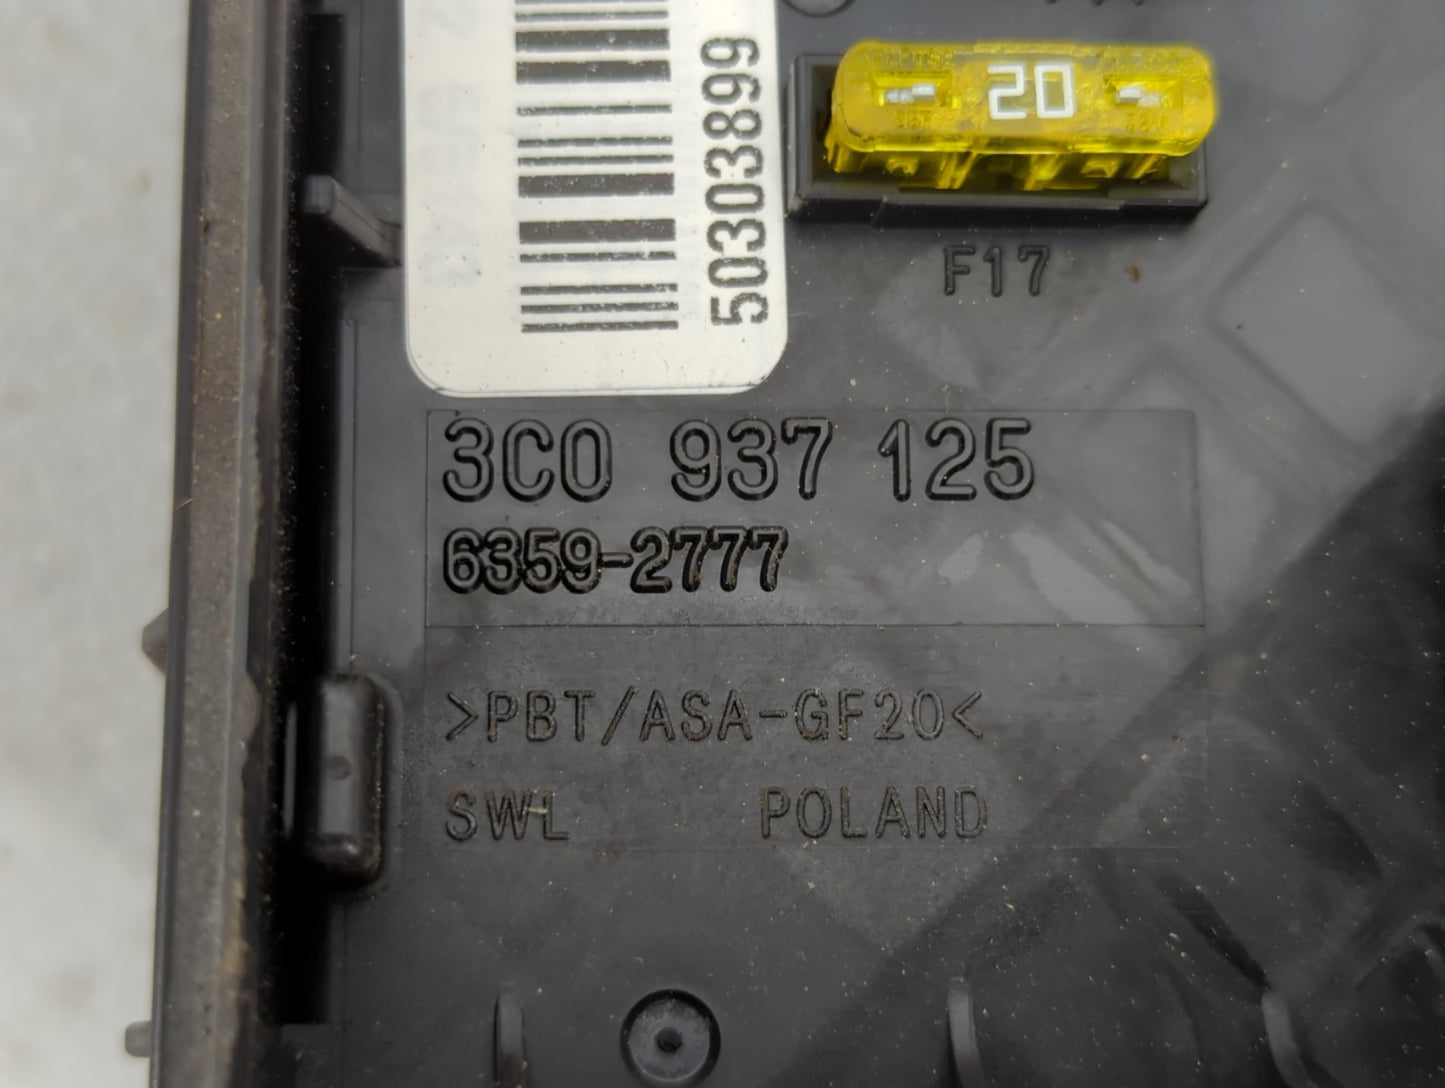 50303899
20
F17
3C0 937 125
6359-2777
>PBT/ASA-GF20<
SWL POLAND